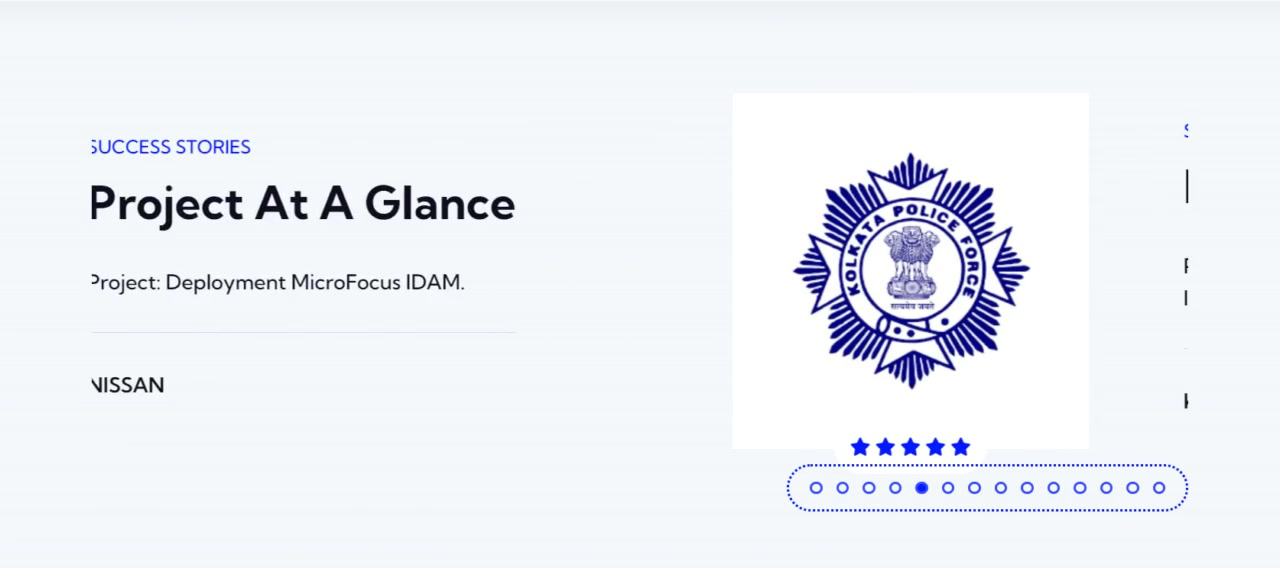 SUCCESS STORIES
Project At A Glance
Project: Deployment MicroFocus IDAM.
NISSAN
KOLKATA POLICE FORCE
सत्यमेव जयते